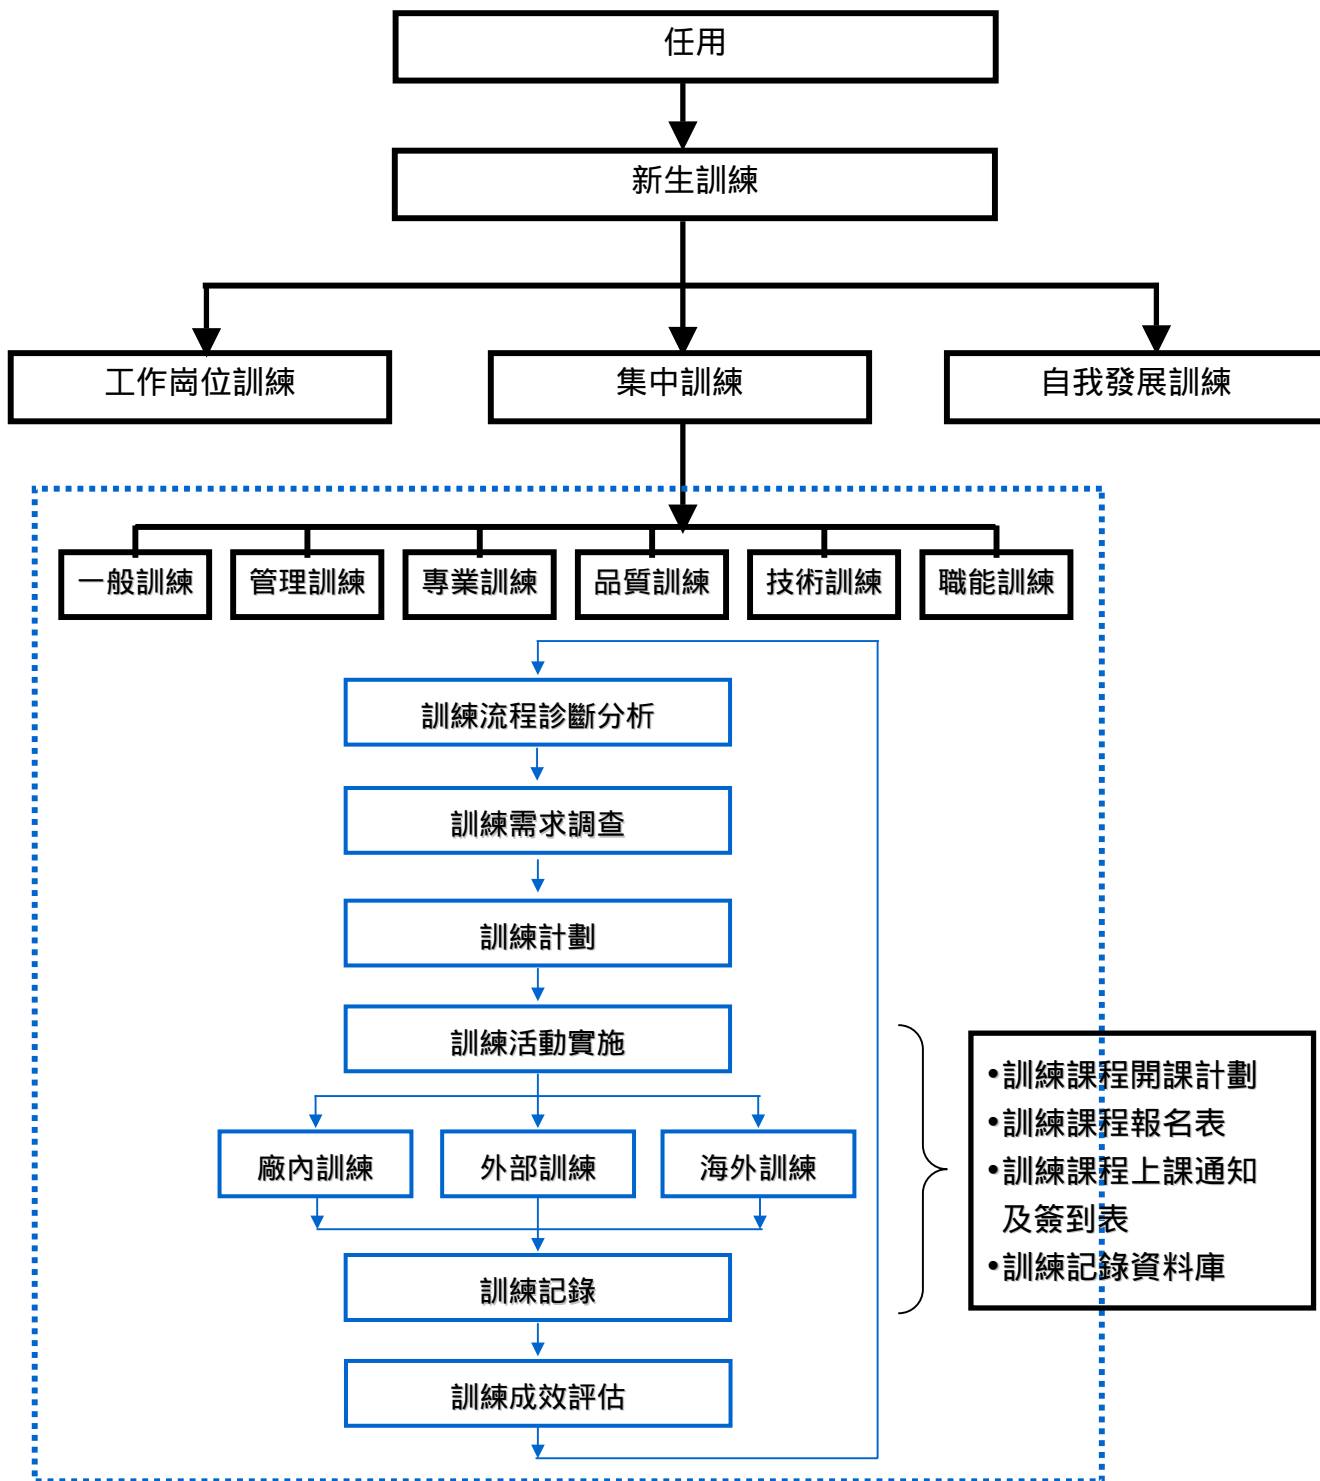 任用
新生訓練
工作崗位訓練
集中訓練
自我發展訓練
一般訓練
管理訓練
專業訓練
品質訓練
技術訓練
職能訓練
訓練流程診斷分析
訓練需求調查
訓練計劃
訓練活動實施
廠內訓練
外部訓練
海外訓練
訓練記錄
訓練成效評估
•訓練課程開課計劃
•訓練課程報名表
•訓練課程上課通知
及簽到表
•訓練記錄資料庫